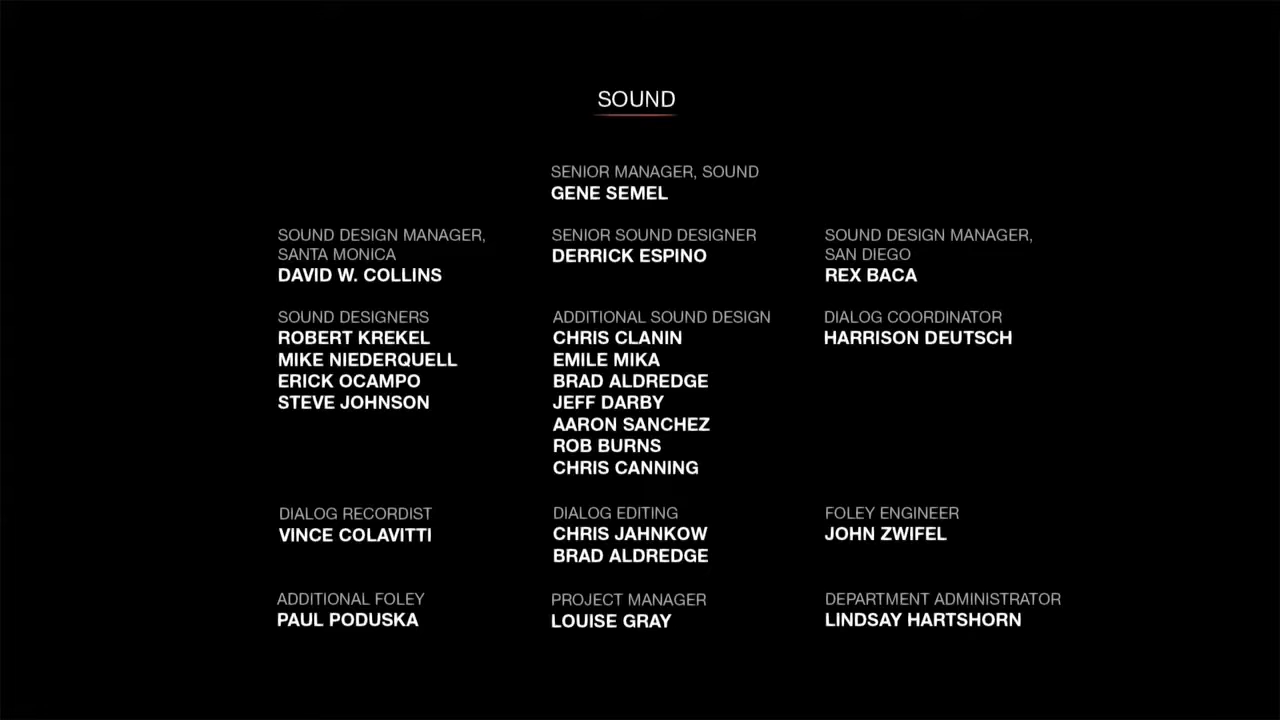 SOUND
SENIOR MANAGER, SOUND
GENE SEMEL
SOUND DESIGN MANAGER,
SANTA MONICA
DAVID W. COLLINS
SENIOR SOUND DESIGNER
DERRICK ESPINO
SOUND DESIGN MANAGER,
SAN DIEGO
REX BACA
SOUND DESIGNERS
ROBERT KREKEL
MIKE NIEDERQUELL
ERICK OCAMPO
STEVE JOHNSON
ADDITIONAL SOUND DESIGN
CHRIS CLANIN
EMILE MIKA
BRAD ALDREDGE
JEFF DARBY
AARON SANCHEZ
ROB BURNS
CHRIS CANNING
DIALOG COORDINATOR
HARRISON DEUTSCH
DIALOG RECORDIST
VINCE COLAVITTI
DIALOG EDITING
CHRIS JAHNKOW
BRAD ALDREDGE
FOLEY ENGINEER
JOHN ZWIFEL
ADDITIONAL FOLEY
PAUL PODUSKA
PROJECT MANAGER
LOUISE GRAY
DEPARTMENT ADMINISTRATOR
LINDSAY HARTSHORN